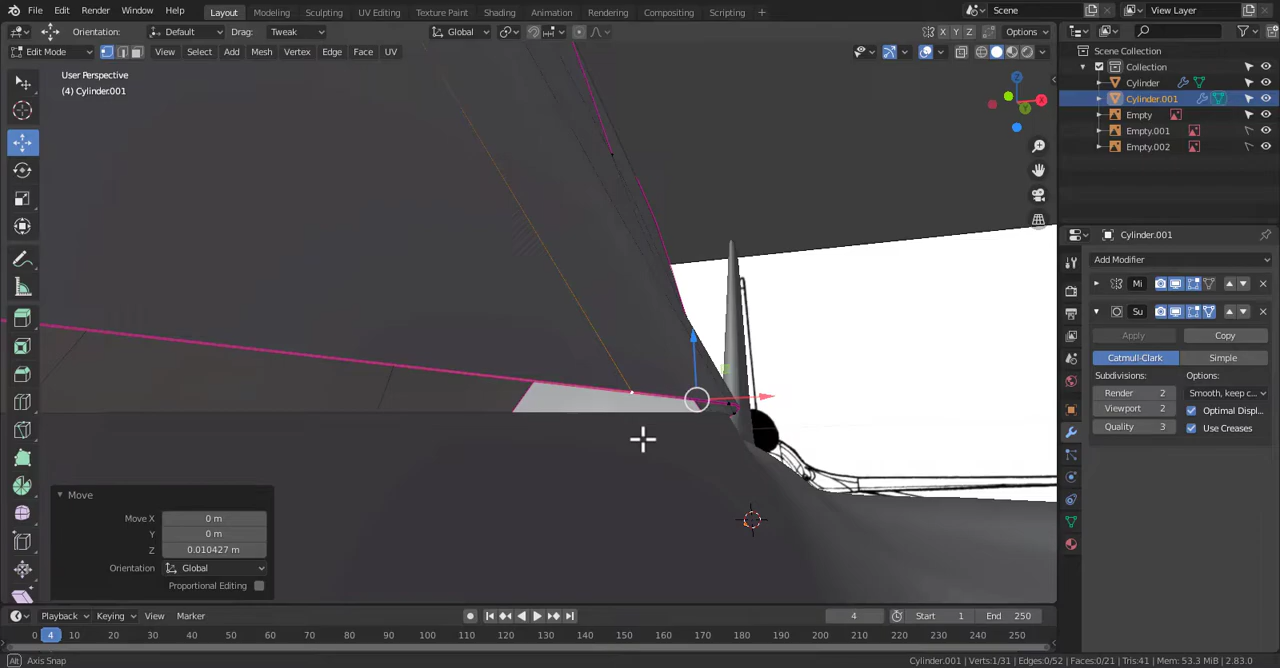 File Edit Render Window Help Layout Modeling Sculpting UV Editing Texture Paint Shading Animation Rendering Compositing Scripting + Scene View Layer
Orientation: Default Drag: Tweak Global X Y Z Options
Edit Mode View Select Add Mesh Vertex Edge Face UV
User Perspective
(4) Cylinder.001
Z
X
Y
Scene Collection
Collection
Cylinder
Cylinder.001
Empty
Empty.001
Empty.002
Cylinder.001
Add Modifier
Mi
Su
Apply Copy
Catmull-Clark Simple
Subdivisions: Options:
Render 2 Smooth, keep c...
Viewport 2 Optimal Displ...
Quality 3 Use Creases
Move
Move X 0 m
Y 0 m
Z 0.010427 m
Orientation Global
Proportional Editing
Playback Keying View Marker 4 Start 1 End 250
0 4 10 20 30 40 50 60 70 80 90 100 110 120 130 140 150 160 170 180 190 200 210 220 230 240 250
Alt Axis Snap Cylinder.001 | Verts:1/31 | Edges:0/52 | Faces:0/21 | Tris:41 | Mem: 53.3 MiB | 2.83.0